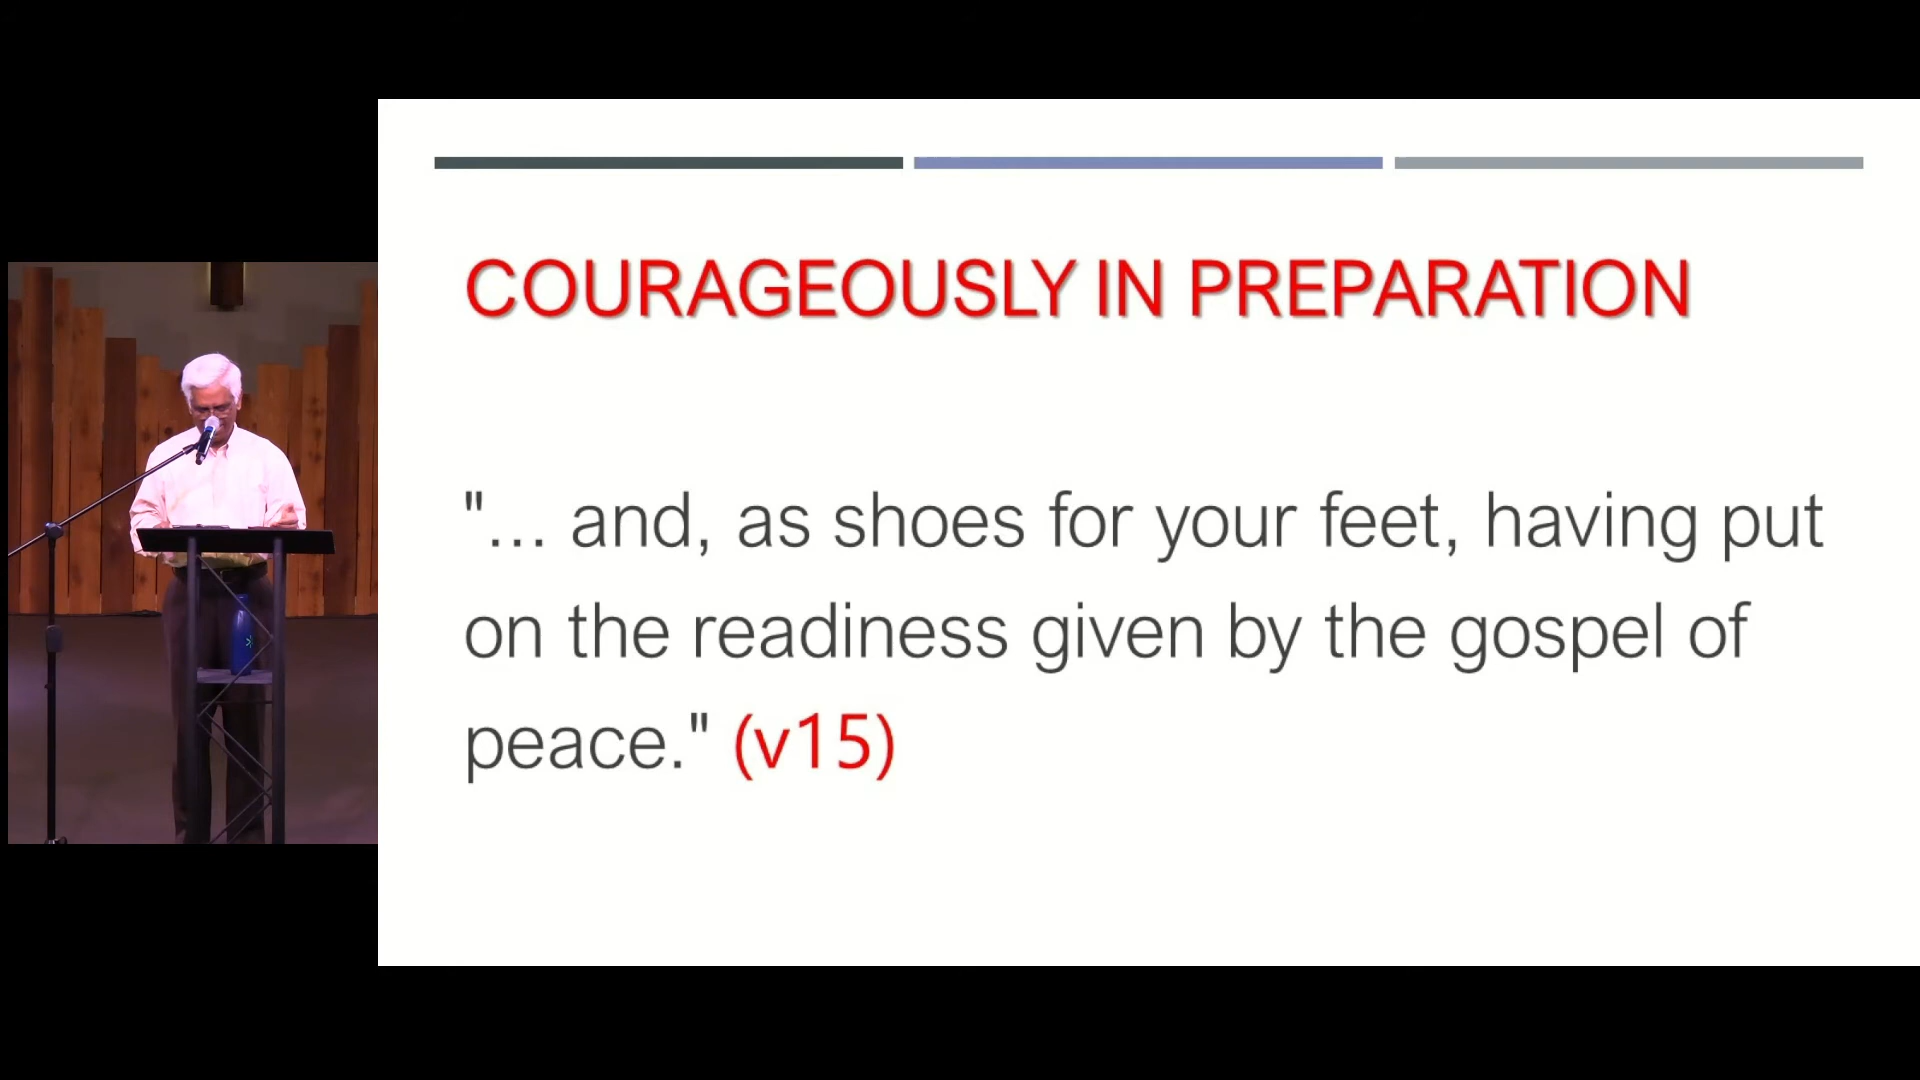 COURAGEOUSLY IN PREPARATION
"... and, as shoes for your feet, having put
on the readiness given by the gospel of
peace." (v15)